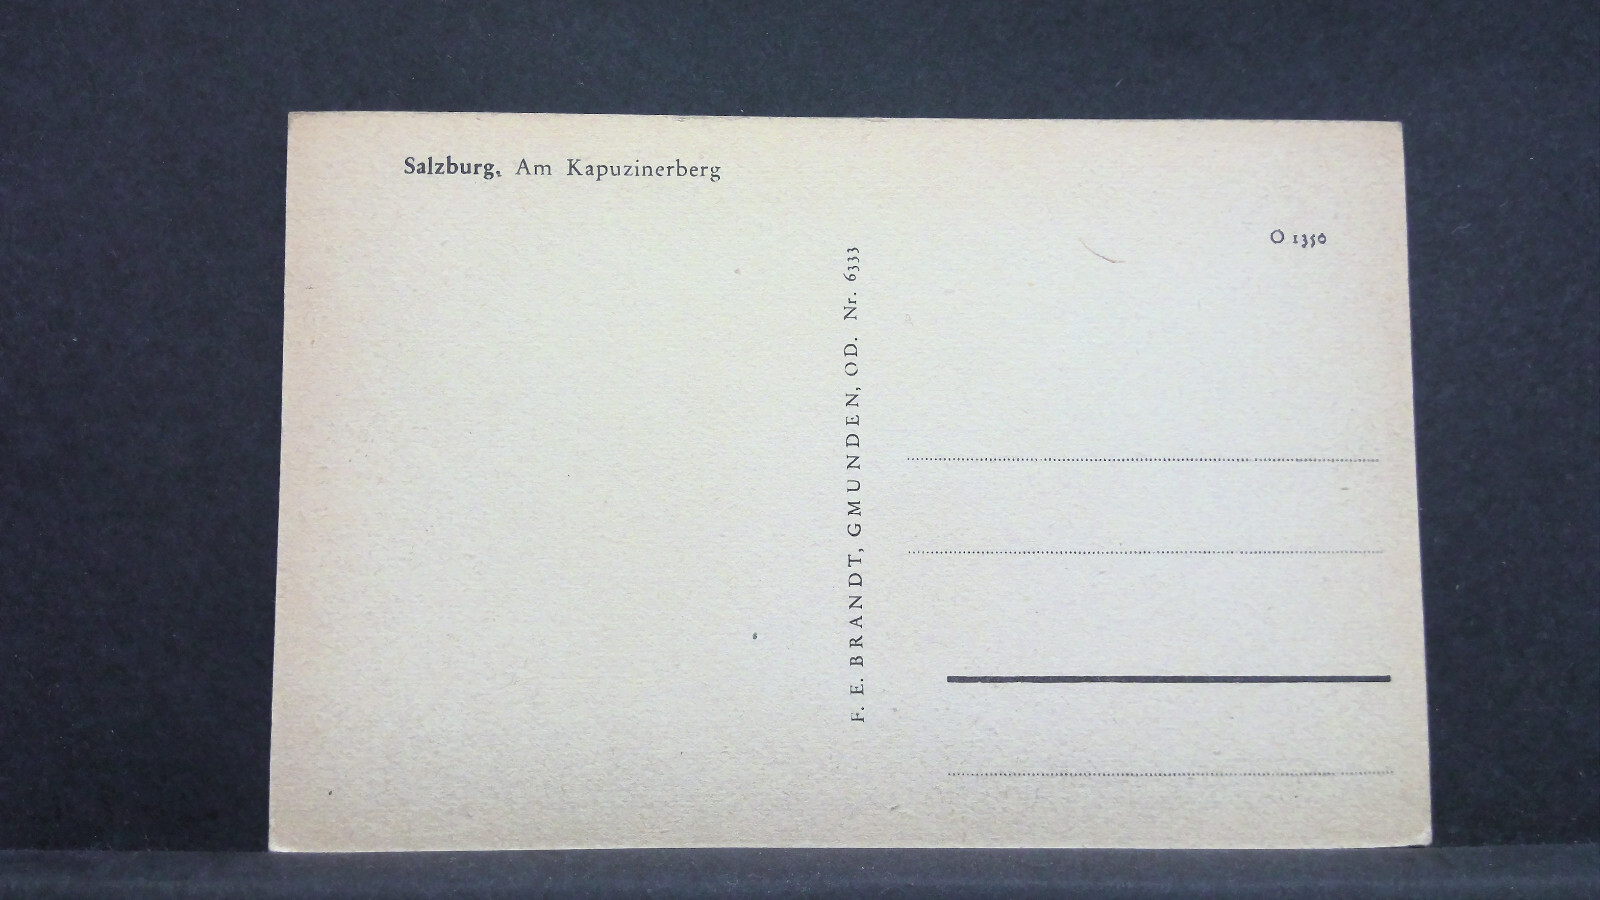 Salzburg, Am Kapuzinerberg
O 1350
F. E. BRANDT, GMUNDEN, OD. Nr. 6333